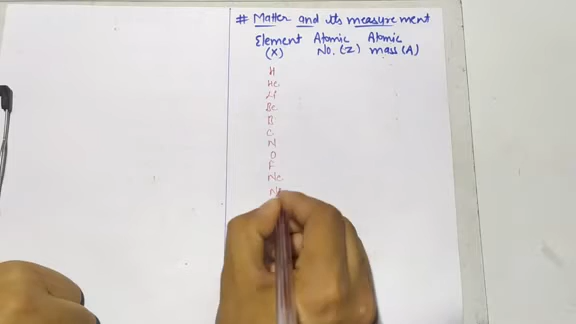 # Matter and its measurement
Element Atomic Atomic
(X) No. (Z) mass (A)
H
He
Li
Be
B
C
N
O
F
Ne